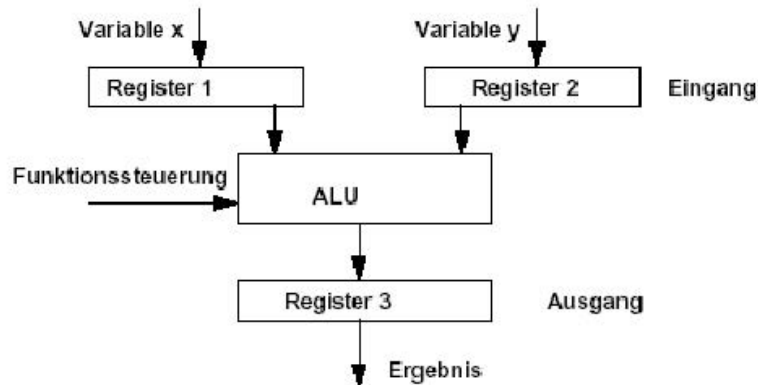 Variable x
Variable y
Register 1
Register 2
Eingang
Funktionssteuerung
ALU
Register 3
Ausgang
Ergebnis